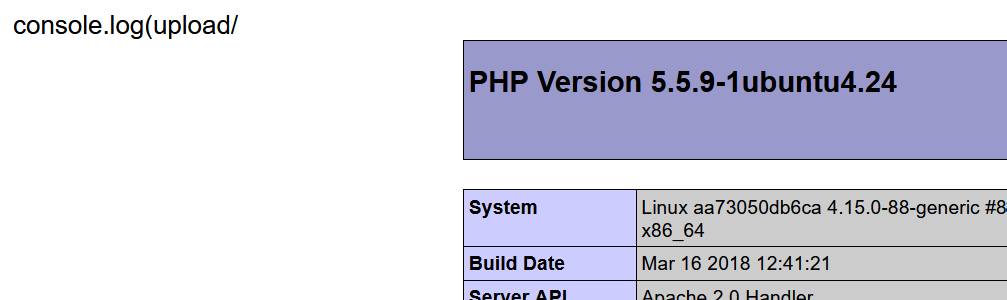 console.log(upload/
PHP Version 5.5.9-1ubuntu4.24
System
Linux aa73050db6ca 4.15.0-88-generic #8
x86_64
Build Date
Mar 16 2018 12:41:21
Server API
Apache 2.0 Handler